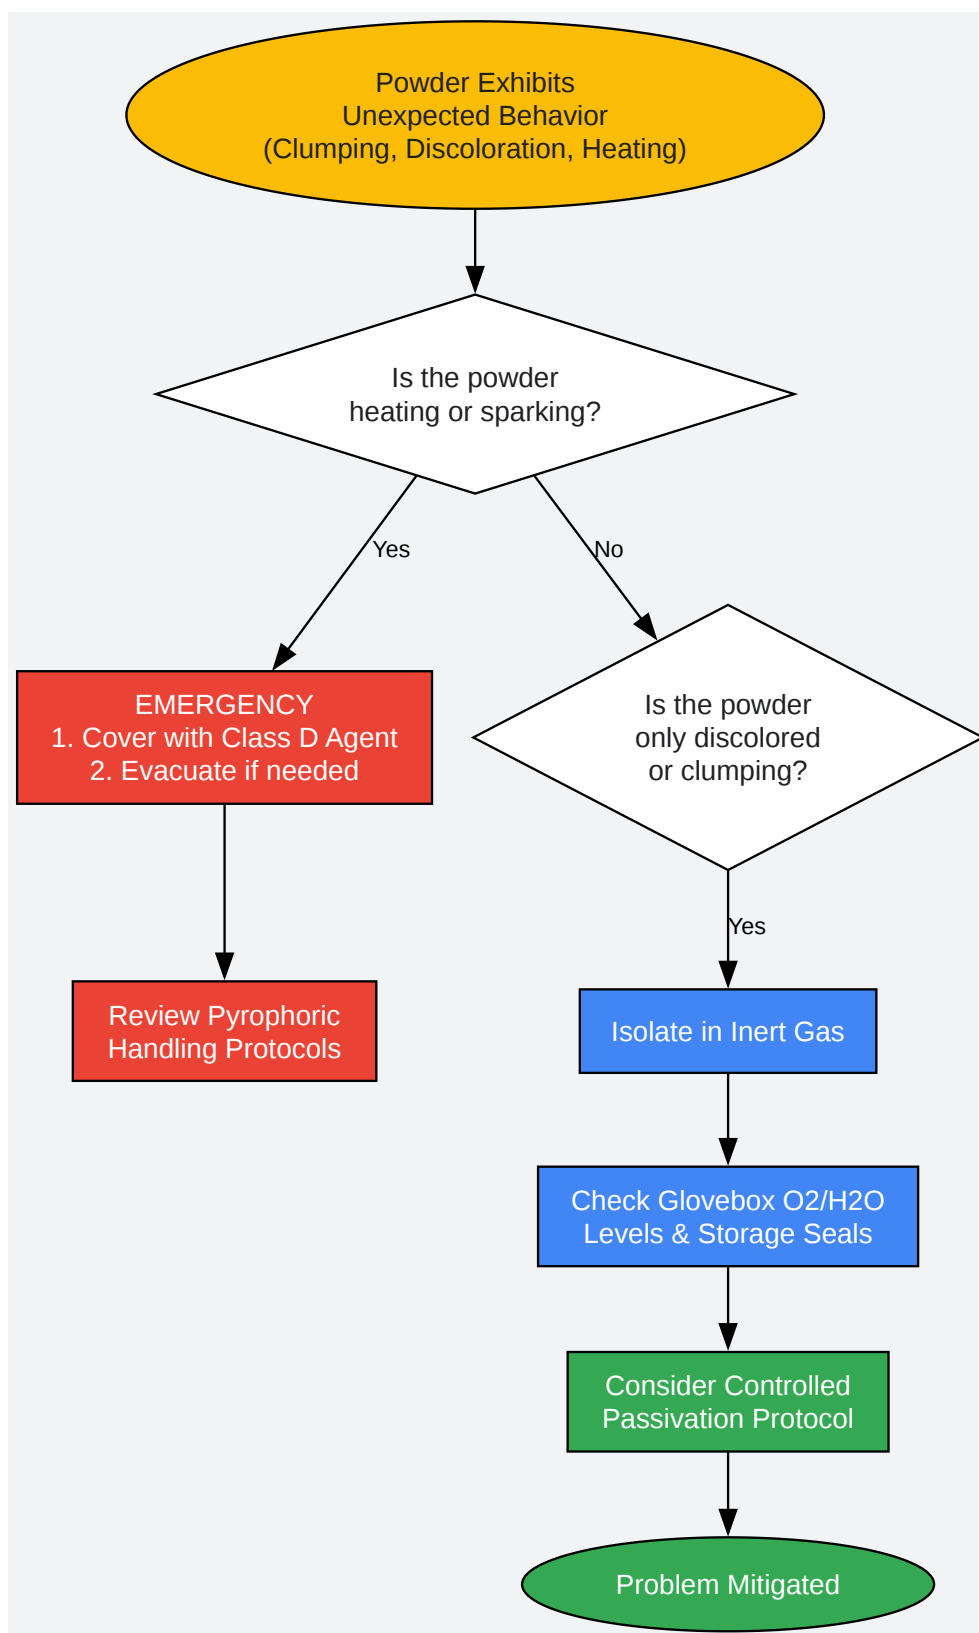 Powder Exhibits
Unexpected Behavior
(Clumping, Discoloration, Heating)
Is the powder
heating or sparking?
Yes
No
EMERGENCY
1. Cover with Class D Agent
2. Evacuate if needed
Is the powder
only discolored
or clumping?
Yes
Review Pyrophoric
Handling Protocols
Isolate in Inert Gas
Check Glovebox O2/H2O
Levels & Storage Seals
Consider Controlled
Passivation Protocol
Problem Mitigated